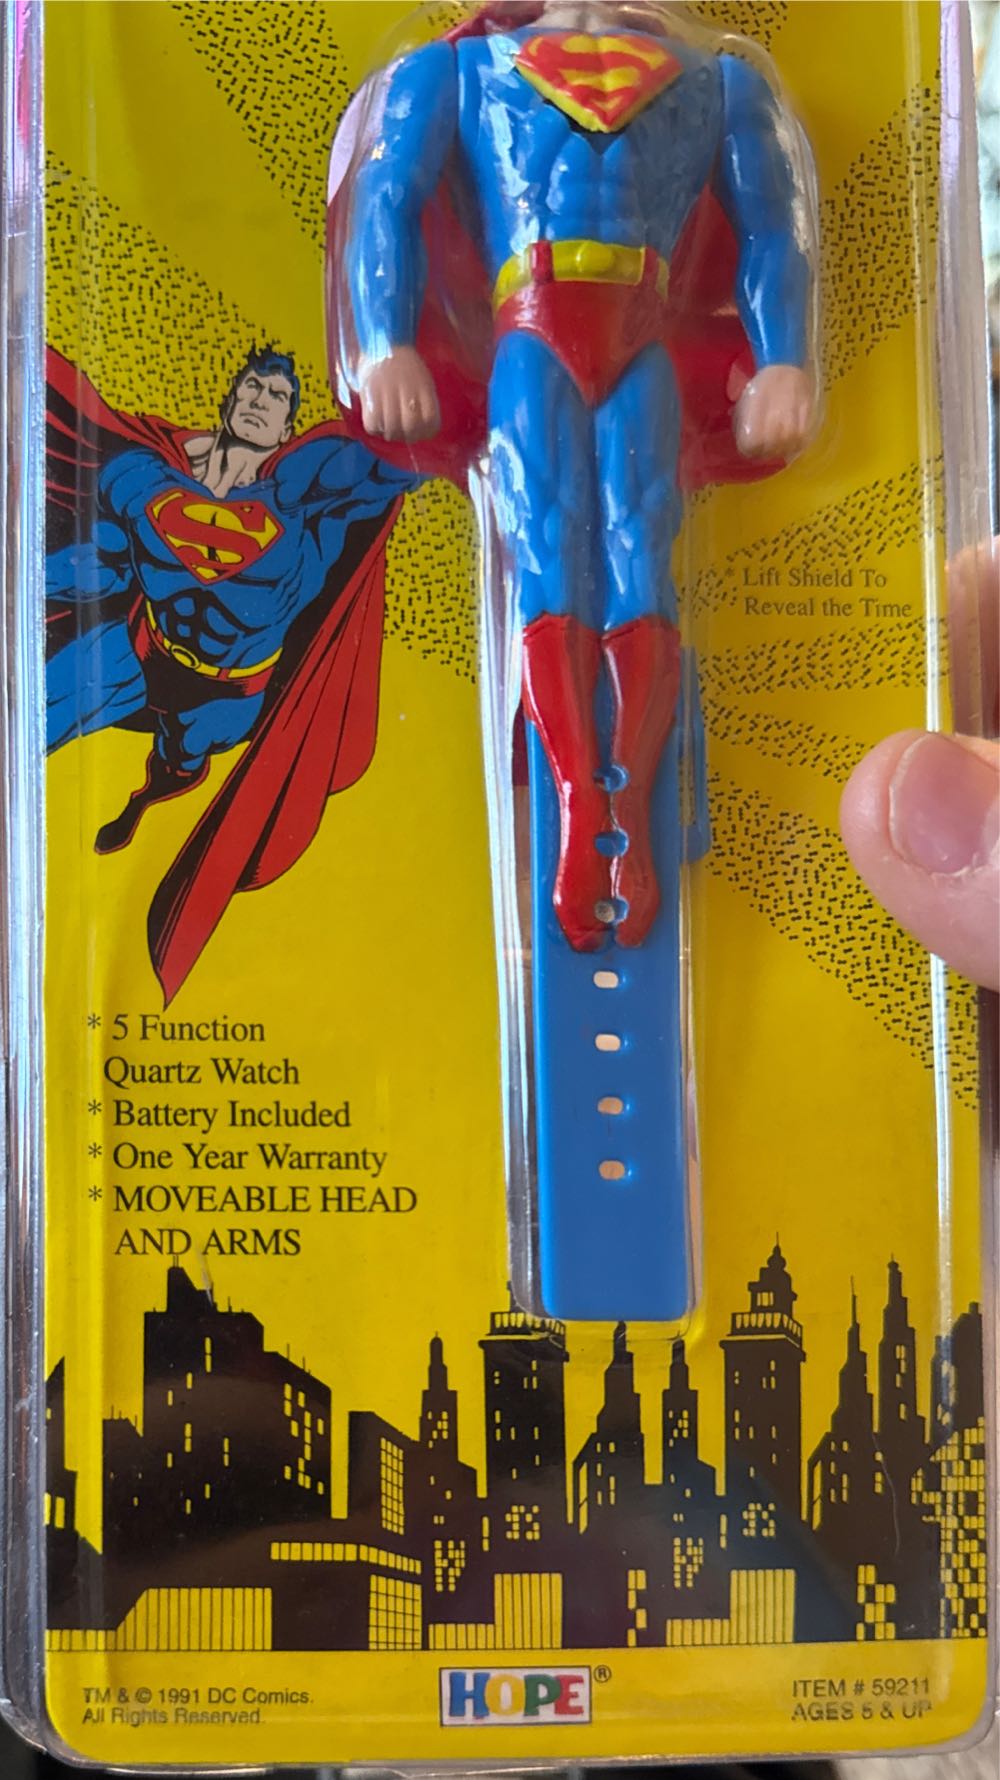 * Lift Shield To
Reveal the Time
* 5 Function
Quartz Watch
* Battery Included
* One Year Warranty
* MOVEABLE HEAD
AND ARMS
TM & © 1991 DC Comics.
All Rights Reserved.
HOPE®
ITEM # 59211
AGES 5 & UP